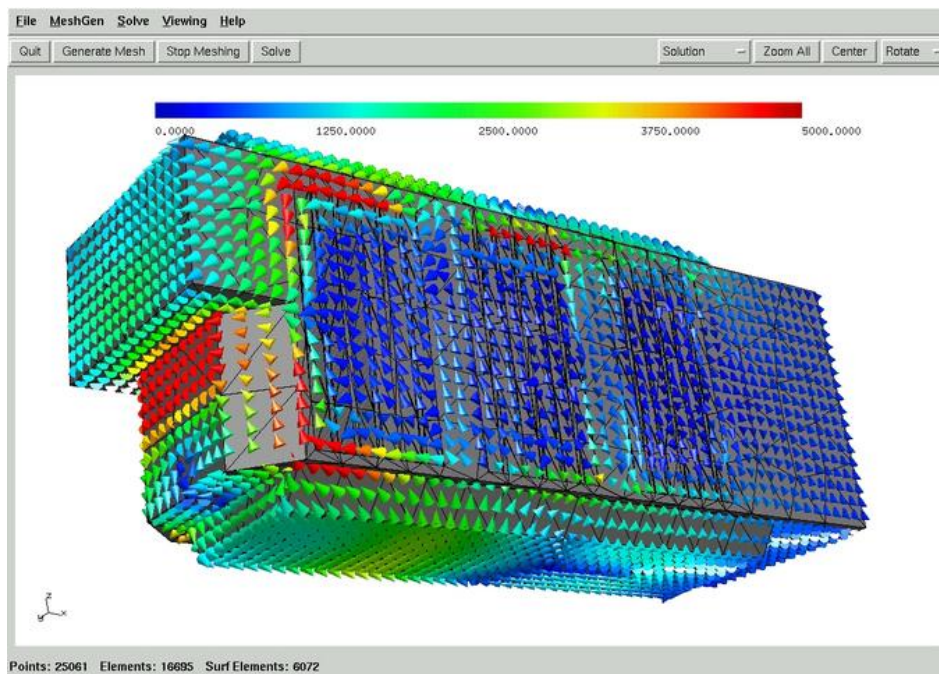 File MeshGen Solve Viewing Help
Quit Generate Mesh Stop Meshing Solve Solution Zoom All Center Rotate
0.0000 1250.0000 2500.0000 3750.0000 5000.0000
z
y x
Points: 25061 Elements: 16695 Surf Elements: 6072